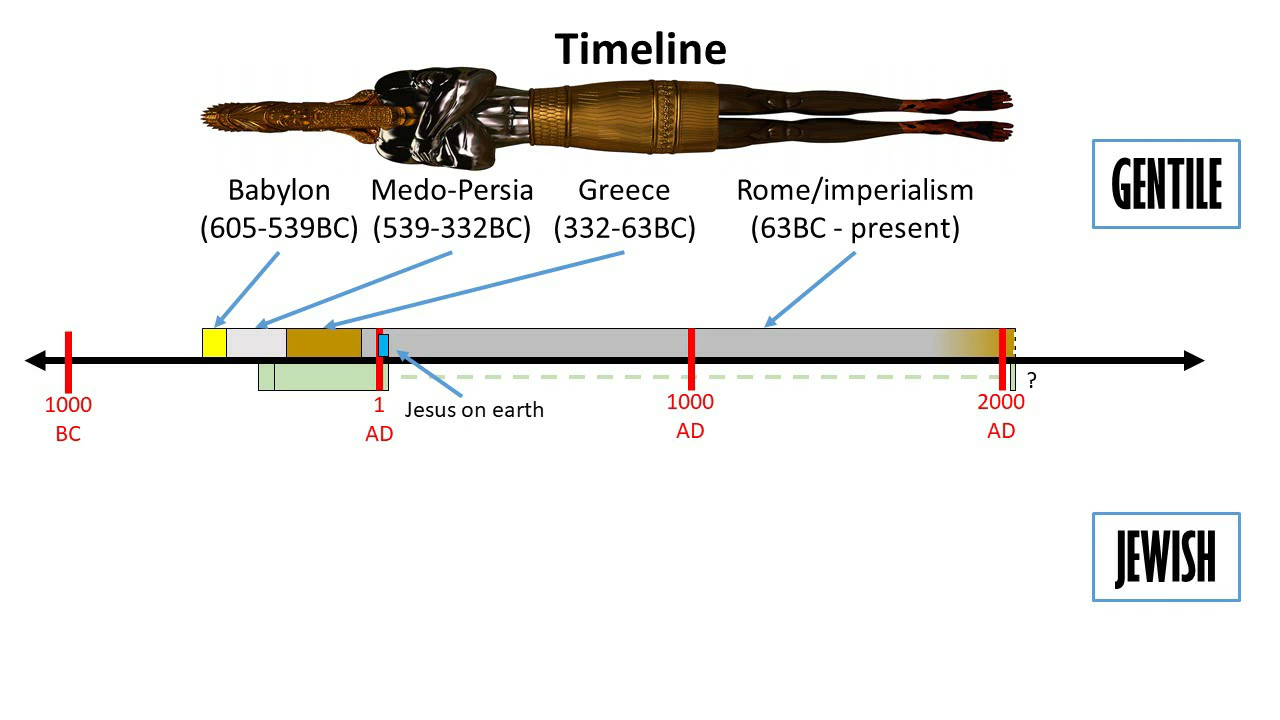 Timeline
Babylon
(605-539BC)
Medo-Persia
(539-332BC)
Greece
(332-63BC)
Rome/imperialism
(63BC - present)
GENTILE
1000
BC
1
AD
Jesus on earth
1000
AD
2000
AD
?
JEWISH